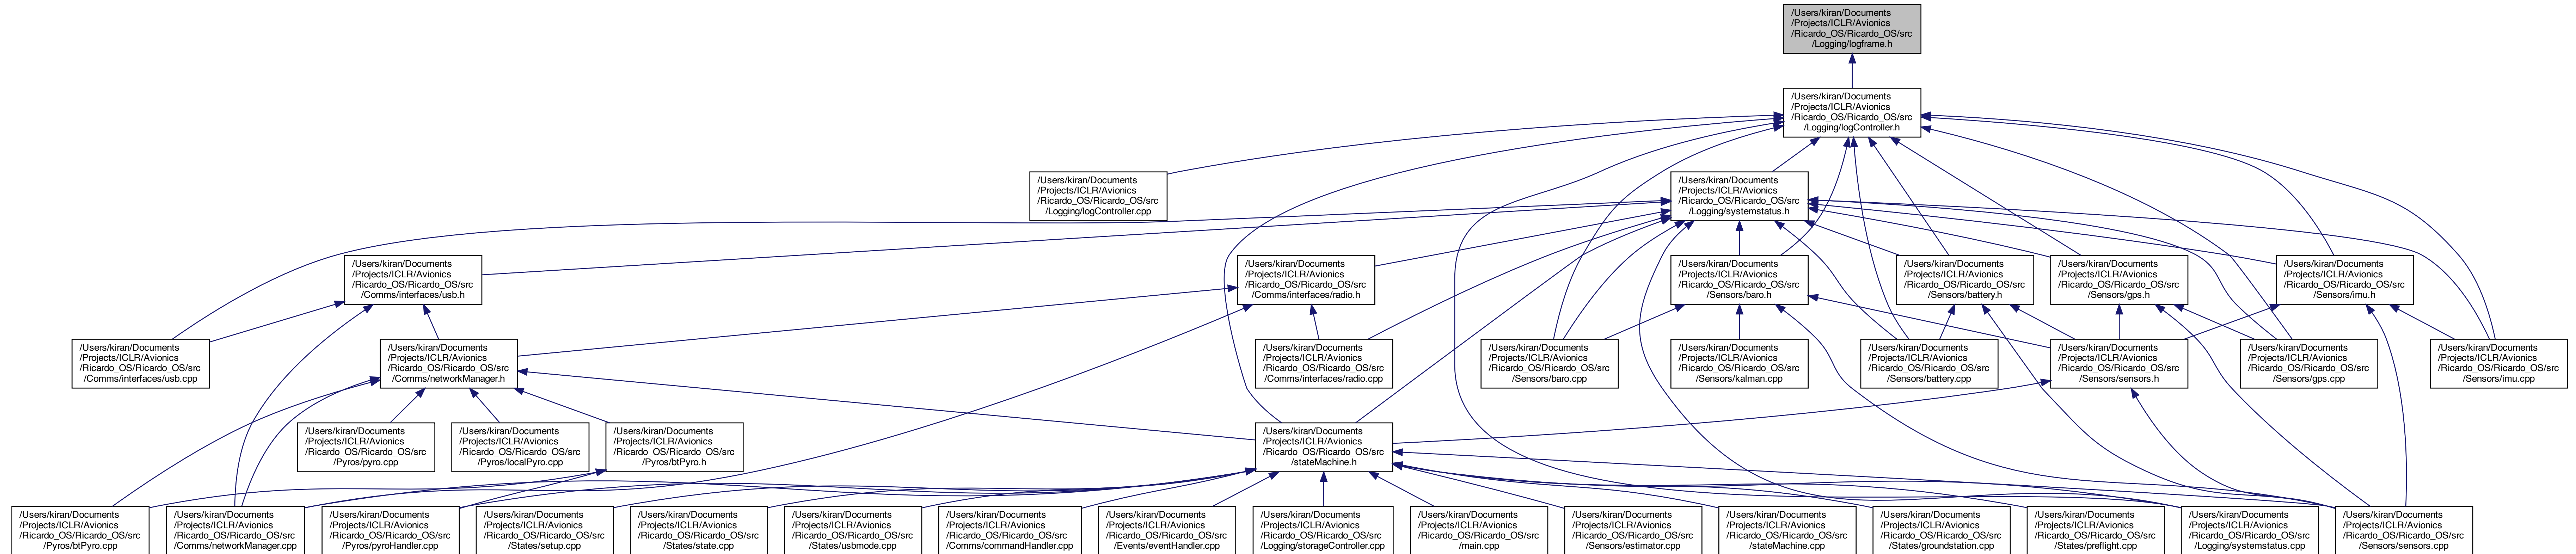 /Users/kiran/Documents
/Projects/ICLR/Avionics
/Ricardo_OS/Ricardo_OS/src
/Logging/logframe.h
/Users/kiran/Documents
/Projects/ICLR/Avionics
/Ricardo_OS/Ricardo_OS/src
/Logging/logController.h
/Users/kiran/Documents
/Projects/ICLR/Avionics
/Ricardo_OS/Ricardo_OS/src
/Logging/logController.cpp
/Users/kiran/Documents
/Projects/ICLR/Avionics
/Ricardo_OS/Ricardo_OS/src
/Logging/systemstatus.h
/Users/kiran/Documents
/Projects/ICLR/Avionics
/Ricardo_OS/Ricardo_OS/src
/Comms/interfaces/usb.h
/Users/kiran/Documents
/Projects/ICLR/Avionics
/Ricardo_OS/Ricardo_OS/src
/Comms/interfaces/radio.h
/Users/kiran/Documents
/Projects/ICLR/Avionics
/Ricardo_OS/Ricardo_OS/src
/Sensors/baro.h
/Users/kiran/Documents
/Projects/ICLR/Avionics
/Ricardo_OS/Ricardo_OS/src
/Sensors/battery.h
/Users/kiran/Documents
/Projects/ICLR/Avionics
/Ricardo_OS/Ricardo_OS/src
/Sensors/gps.h
/Users/kiran/Documents
/Projects/ICLR/Avionics
/Ricardo_OS/Ricardo_OS/src
/Sensors/imu.h
/Users/kiran/Documents
/Projects/ICLR/Avionics
/Ricardo_OS/Ricardo_OS/src
/Comms/interfaces/usb.cpp
/Users/kiran/Documents
/Projects/ICLR/Avionics
/Ricardo_OS/Ricardo_OS/src
/Comms/networkManager.h
/Users/kiran/Documents
/Projects/ICLR/Avionics
/Ricardo_OS/Ricardo_OS/src
/Comms/interfaces/radio.cpp
/Users/kiran/Documents
/Projects/ICLR/Avionics
/Ricardo_OS/Ricardo_OS/src
/Sensors/baro.cpp
/Users/kiran/Documents
/Projects/ICLR/Avionics
/Ricardo_OS/Ricardo_OS/src
/Sensors/kalman.cpp
/Users/kiran/Documents
/Projects/ICLR/Avionics
/Ricardo_OS/Ricardo_OS/src
/Sensors/battery.cpp
/Users/kiran/Documents
/Projects/ICLR/Avionics
/Ricardo_OS/Ricardo_OS/src
/Sensors/sensors.h
/Users/kiran/Documents
/Projects/ICLR/Avionics
/Ricardo_OS/Ricardo_OS/src
/Sensors/gps.cpp
/Users/kiran/Documents
/Projects/ICLR/Avionics
/Ricardo_OS/Ricardo_OS/src
/Sensors/imu.cpp
/Users/kiran/Documents
/Projects/ICLR/Avionics
/Ricardo_OS/Ricardo_OS/src
/Pyros/pyro.cpp
/Users/kiran/Documents
/Projects/ICLR/Avionics
/Ricardo_OS/Ricardo_OS/src
/Pyros/localPyro.cpp
/Users/kiran/Documents
/Projects/ICLR/Avionics
/Ricardo_OS/Ricardo_OS/src
/Pyros/btPyro.h
/Users/kiran/Documents
/Projects/ICLR/Avionics
/Ricardo_OS/Ricardo_OS/src
/stateMachine.h
/Users/kiran/Documents
/Projects/ICLR/Avionics
/Ricardo_OS/Ricardo_OS/src
/Pyros/btPyro.cpp
/Users/kiran/Documents
/Projects/ICLR/Avionics
/Ricardo_OS/Ricardo_OS/src
/Comms/networkManager.cpp
/Users/kiran/Documents
/Projects/ICLR/Avionics
/Ricardo_OS/Ricardo_OS/src
/Pyros/pyroHandler.cpp
/Users/kiran/Documents
/Projects/ICLR/Avionics
/Ricardo_OS/Ricardo_OS/src
/States/setup.cpp
/Users/kiran/Documents
/Projects/ICLR/Avionics
/Ricardo_OS/Ricardo_OS/src
/States/state.cpp
/Users/kiran/Documents
/Projects/ICLR/Avionics
/Ricardo_OS/Ricardo_OS/src
/States/usbmode.cpp
/Users/kiran/Documents
/Projects/ICLR/Avionics
/Ricardo_OS/Ricardo_OS/src
/Comms/commandHandler.cpp
/Users/kiran/Documents
/Projects/ICLR/Avionics
/Ricardo_OS/Ricardo_OS/src
/Events/eventHandler.cpp
/Users/kiran/Documents
/Projects/ICLR/Avionics
/Ricardo_OS/Ricardo_OS/src
/Logging/storageController.cpp
/Users/kiran/Documents
/Projects/ICLR/Avionics
/Ricardo_OS/Ricardo_OS/src
/main.cpp
/Users/kiran/Documents
/Projects/ICLR/Avionics
/Ricardo_OS/Ricardo_OS/src
/Sensors/estimator.cpp
/Users/kiran/Documents
/Projects/ICLR/Avionics
/Ricardo_OS/Ricardo_OS/src
/stateMachine.cpp
/Users/kiran/Documents
/Projects/ICLR/Avionics
/Ricardo_OS/Ricardo_OS/src
/States/groundstation.cpp
/Users/kiran/Documents
/Projects/ICLR/Avionics
/Ricardo_OS/Ricardo_OS/src
/States/preflight.cpp
/Users/kiran/Documents
/Projects/ICLR/Avionics
/Ricardo_OS/Ricardo_OS/src
/Logging/systemstatus.cpp
/Users/kiran/Documents
/Projects/ICLR/Avionics
/Ricardo_OS/Ricardo_OS/src
/Sensors/sensors.cpp